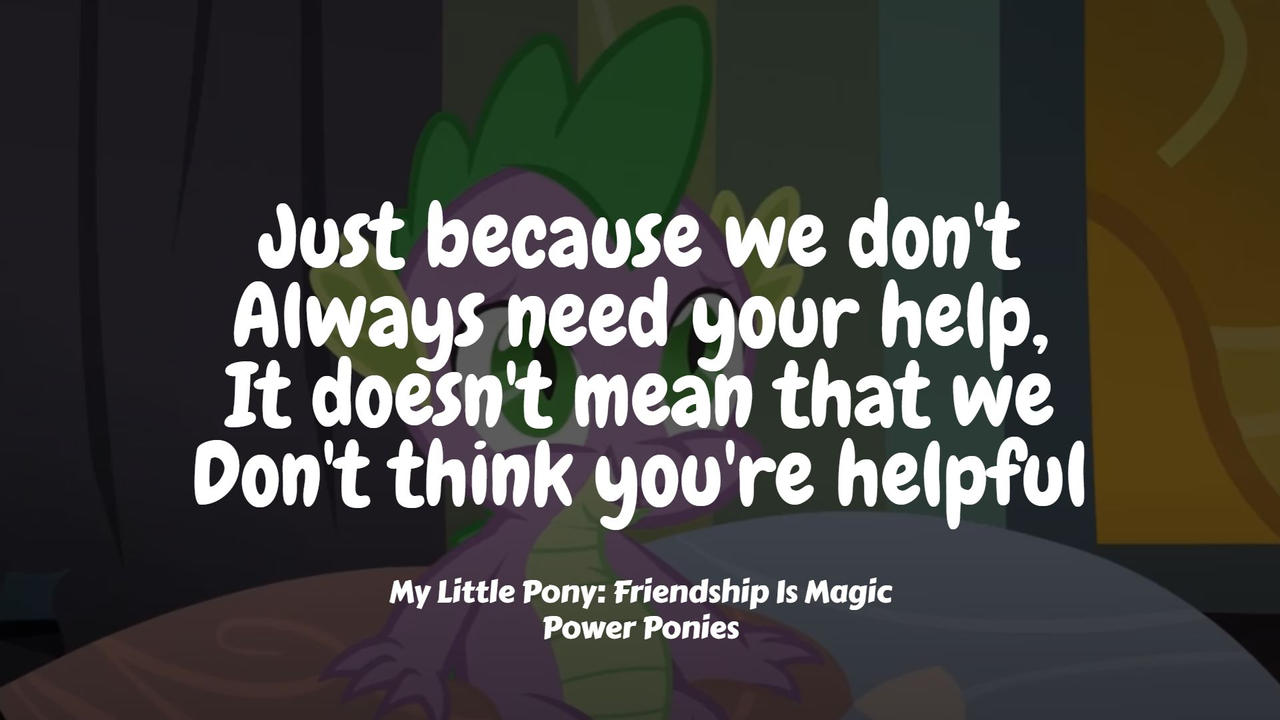 Just because we don't
Always need your help,
It doesn't mean that we
Don't think you're helpful
My Little Pony: Friendship Is Magic
Power Ponies